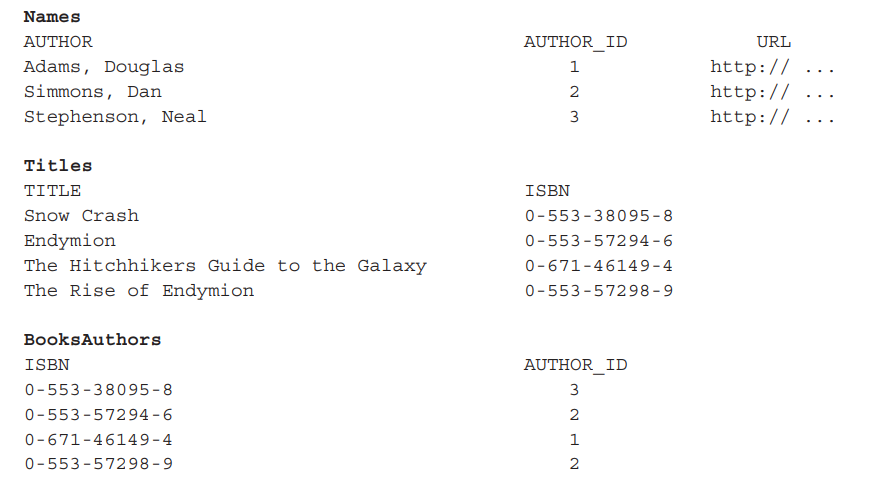 Names
AUTHOR AUTHOR_ID URL
Adams, Douglas 1 http:// ...
Simmons, Dan 2 http:// ...
Stephenson, Neal 3 http:// ...
Titles
TITLE ISBN
Snow Crash 0-553-38095-8
Endymion 0-553-57294-6
The Hitchhikers Guide to the Galaxy 0-671-46149-4
The Rise of Endymion 0-553-57298-9
BooksAuthors
ISBN AUTHOR_ID
0-553-38095-8 3
0-553-57294-6 2
0-671-46149-4 1
0-553-57298-9 2